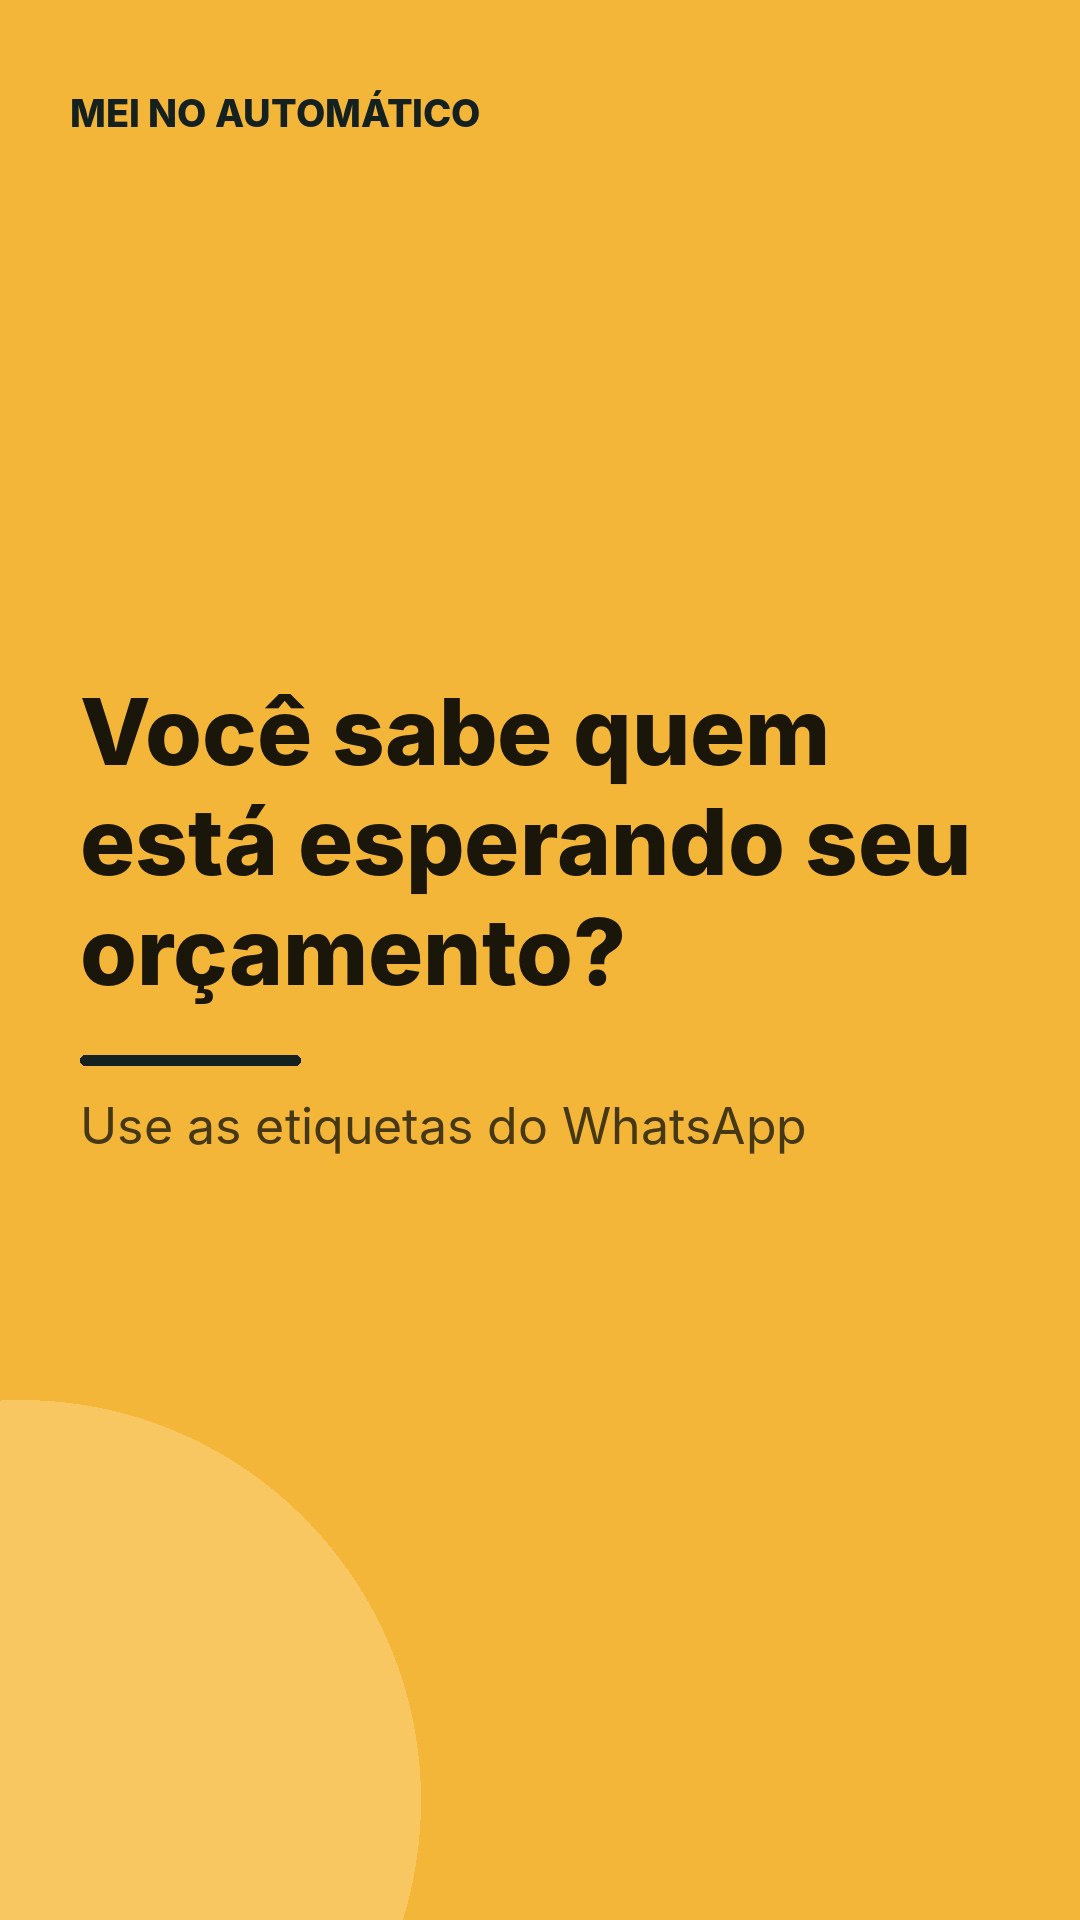 MEI NO AUTOMÁTICO
Você sabe quem
está esperando seu
orçamento?
Use as etiquetas do WhatsApp